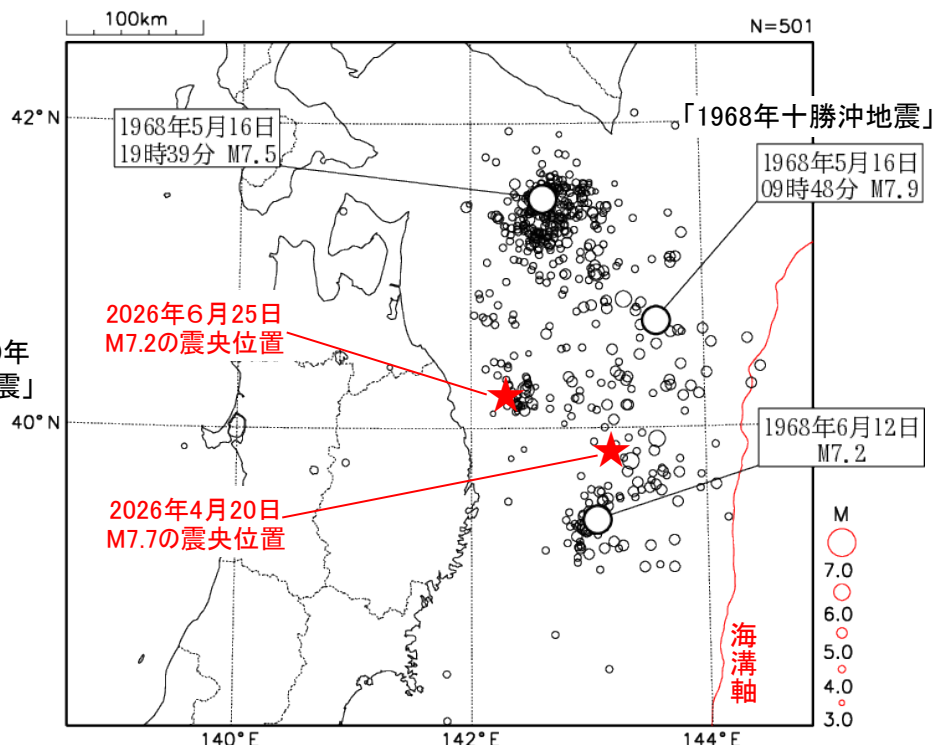 100km
N=501
42°N
「1968年十勝沖地震」
1968年5月16日
19時39分 M7.5
1968年5月16日
09時48分 M7.9
2026年6月25日
M7.2の震央位置
年
震」
40°N
1968年6月12日
M7.2
2026年4月20日
M7.7の震央位置
M
7.0
6.0
5.0
4.0
3.0
海溝軸
140°E
142°E
144°E